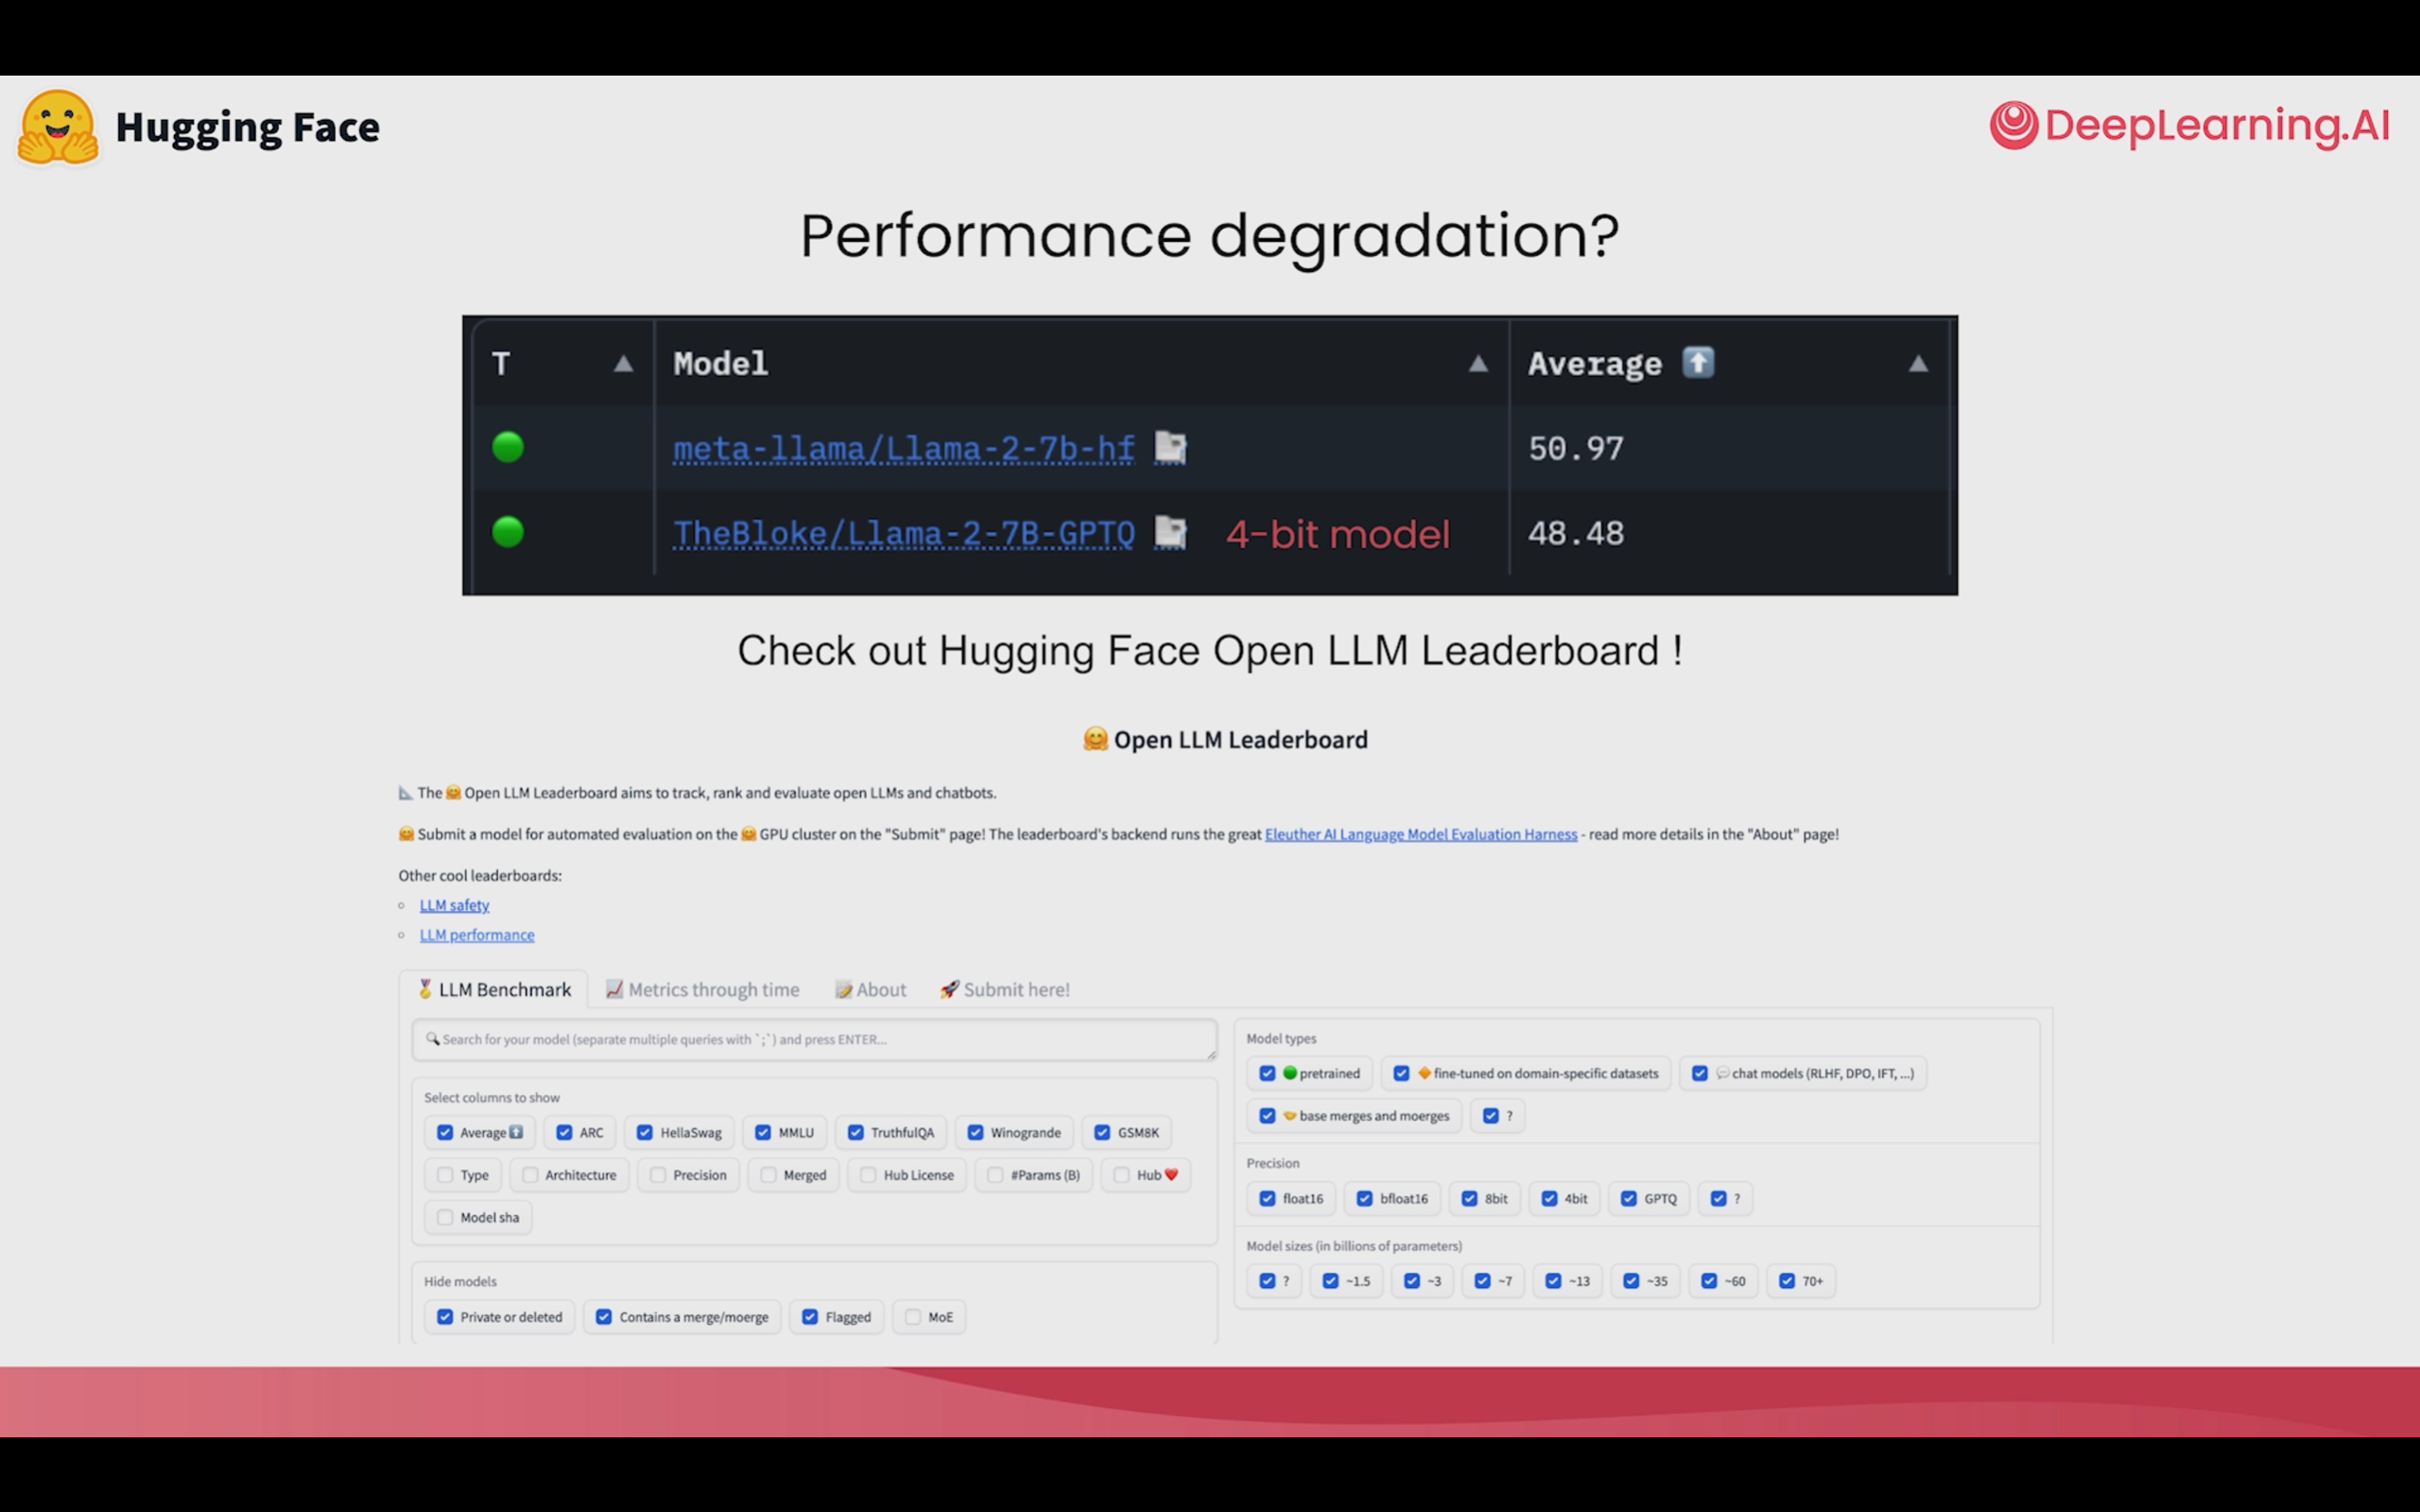 Hugging Face
DeepLearning.AI
Performance degradation?
T Model Average
meta-llama/Llama-2-7b-hf 50.97
TheBloke/Llama-2-7B-GPTQ 4-bit model 48.48
Check out Hugging Face Open LLM Leaderboard !
Open LLM Leaderboard
The Open LLM Leaderboard aims to track, rank and evaluate open LLMs and chatbots.
Submit a model for automated evaluation on the GPU cluster on the "Submit" page! The leaderboard's backend runs the great Eleuther AI Language Model Evaluation Harness - read more details in the "About" page!
Other cool leaderboards:
LLM safety
LLM performance
LLM Benchmark Metrics through time About Submit here!
Search for your model (separate multiple queries with `;`) and press ENTER...
Select columns to show
Average ARC HellaSwag MMLU TruthfulQA Winogrande GSM8K
Type Architecture Precision Merged Hub License #Params (B) Hub
Model sha
Hide models
Private or deleted Contains a merge/moerge Flagged MoE
Model types
pretrained fine-tuned on domain-specific datasets chat models (RLHF, DPO, IFT, ...)
base merges and moerges ?
Precision
float16 bfloat16 8bit 4bit GPTQ ?
Model sizes (in billions of parameters)
? ~1.5 ~3 ~7 ~13 ~35 ~60 70+